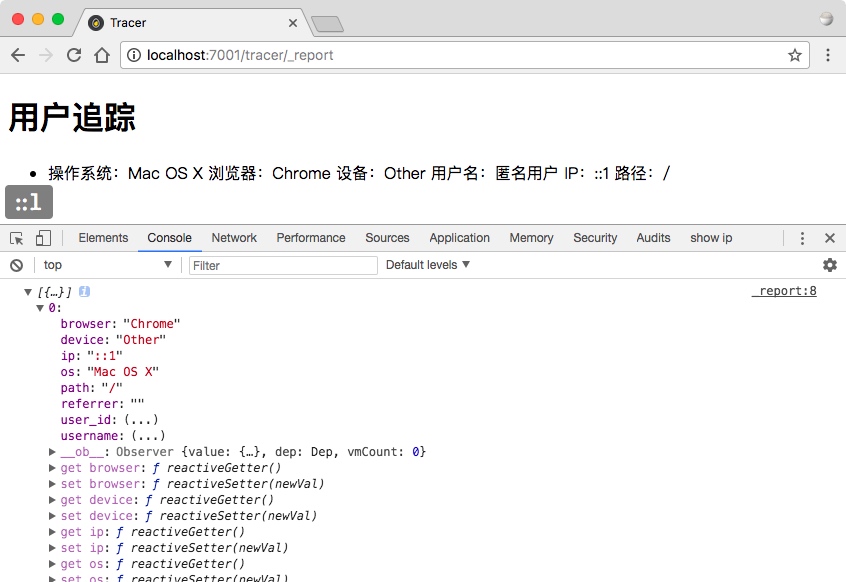 Tracer
localhost:7001/tracer/_report
用户追踪
操作系统：Mac OS X 浏览器：Chrome 设备：Other 用户名：匿名用户 IP：::1 路径：/
::1
Elements Console Network Performance Sources Application Memory Security Audits show ip
top Filter Default levels
[{…}] _report:8
0:
browser: "Chrome"
device: "Other"
ip: "::1"
os: "Mac OS X"
path: "/"
referrer: ""
user_id: (...)
username: (...)
__ob__: Observer {value: {…}, dep: Dep, vmCount: 0}
get browser: ƒ reactiveGetter()
set browser: ƒ reactiveSetter(newVal)
get device: ƒ reactiveGetter()
set device: ƒ reactiveSetter(newVal)
get ip: ƒ reactiveGetter()
set ip: ƒ reactiveSetter(newVal)
get os: ƒ reactiveGetter()
set os: ƒ reactiveSetter(newVal)